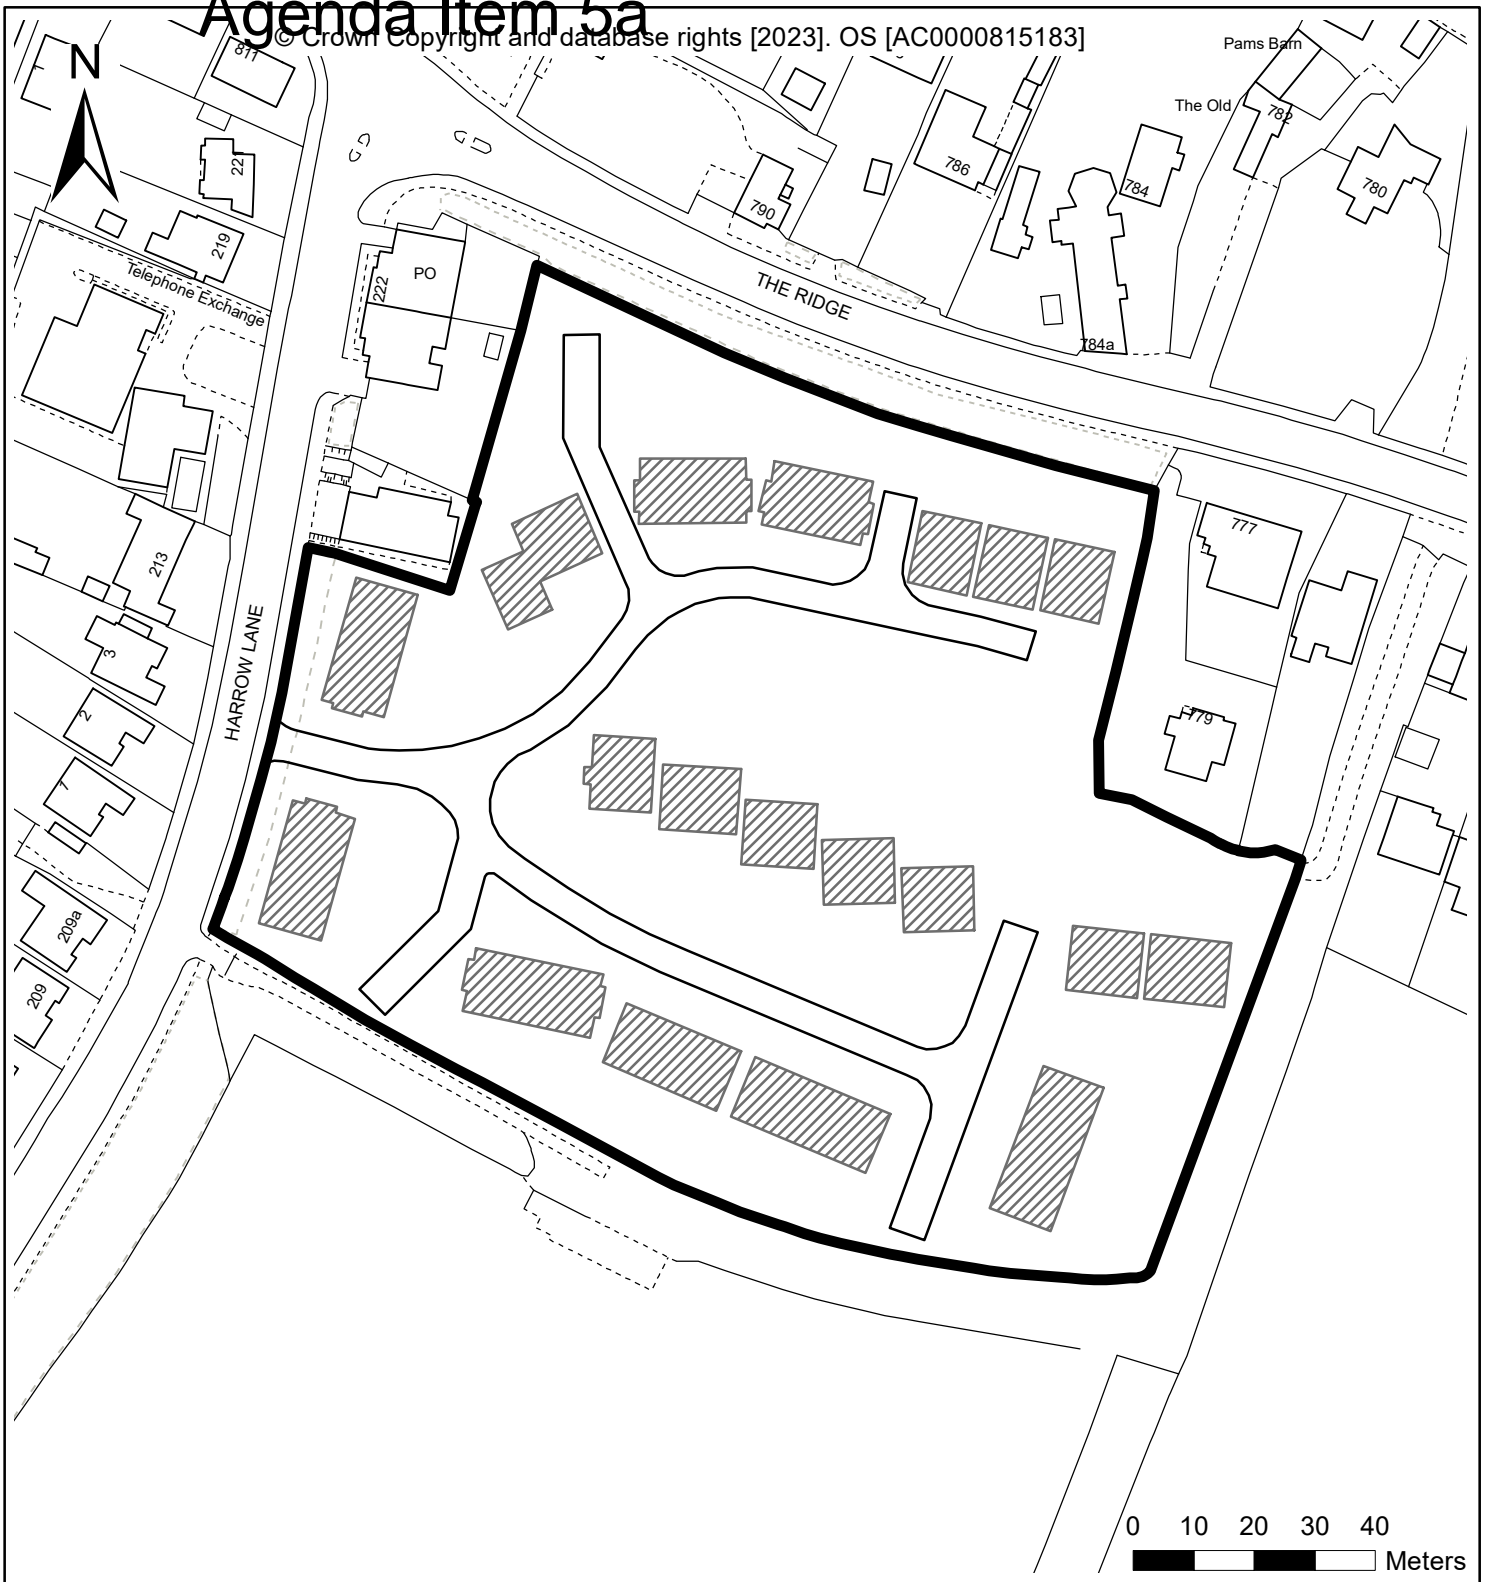 Agenda Item 5a
© Crown Copyright and database rights [2023]. OS [AC0000815183]
N
811
Pams Barn
The Old
782
221
786
784
780
790
219
Telephone Exchange
PO
222
THE RIDGE
784a
777
213
3
HARROW LANE
2
779
7
209a
209
0 10 20 30 40
Meters